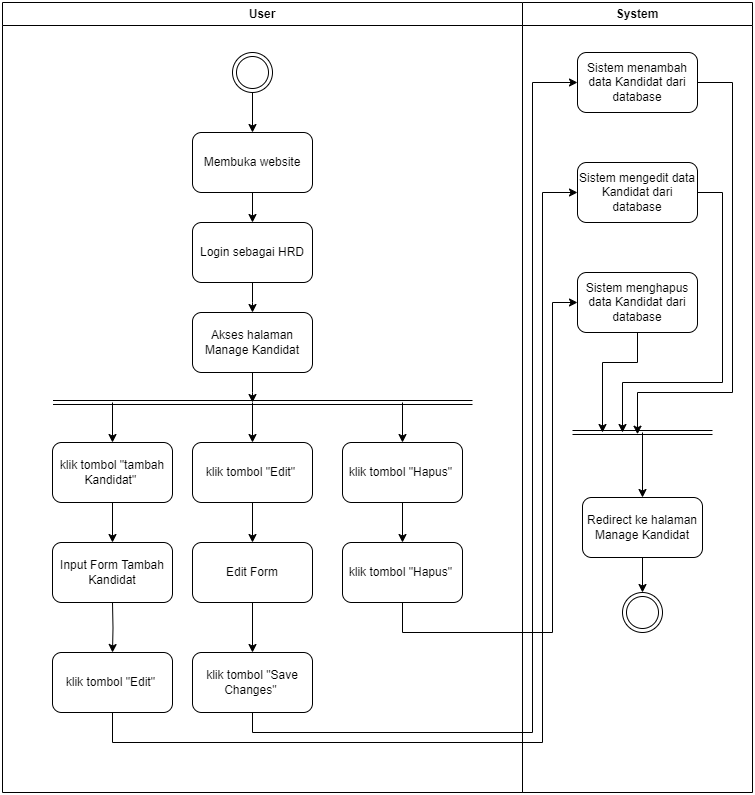 User
System
Membuka website
Login sebagai HRD
Akses halaman
Manage Kandidat
klik tombol "tambah
Kandidat"
klik tombol "Edit"
klik tombol "Hapus"
Input Form Tambah
Kandidat
Edit Form
klik tombol "Hapus"
klik tombol "Edit"
klik tombol "Save
Changes"
Sistem menambah
data Kandidat dari
database
Sistem mengedit data
Kandidat dari
database
Sistem menghapus
data Kandidat dari
database
Redirect ke halaman
Manage Kandidat